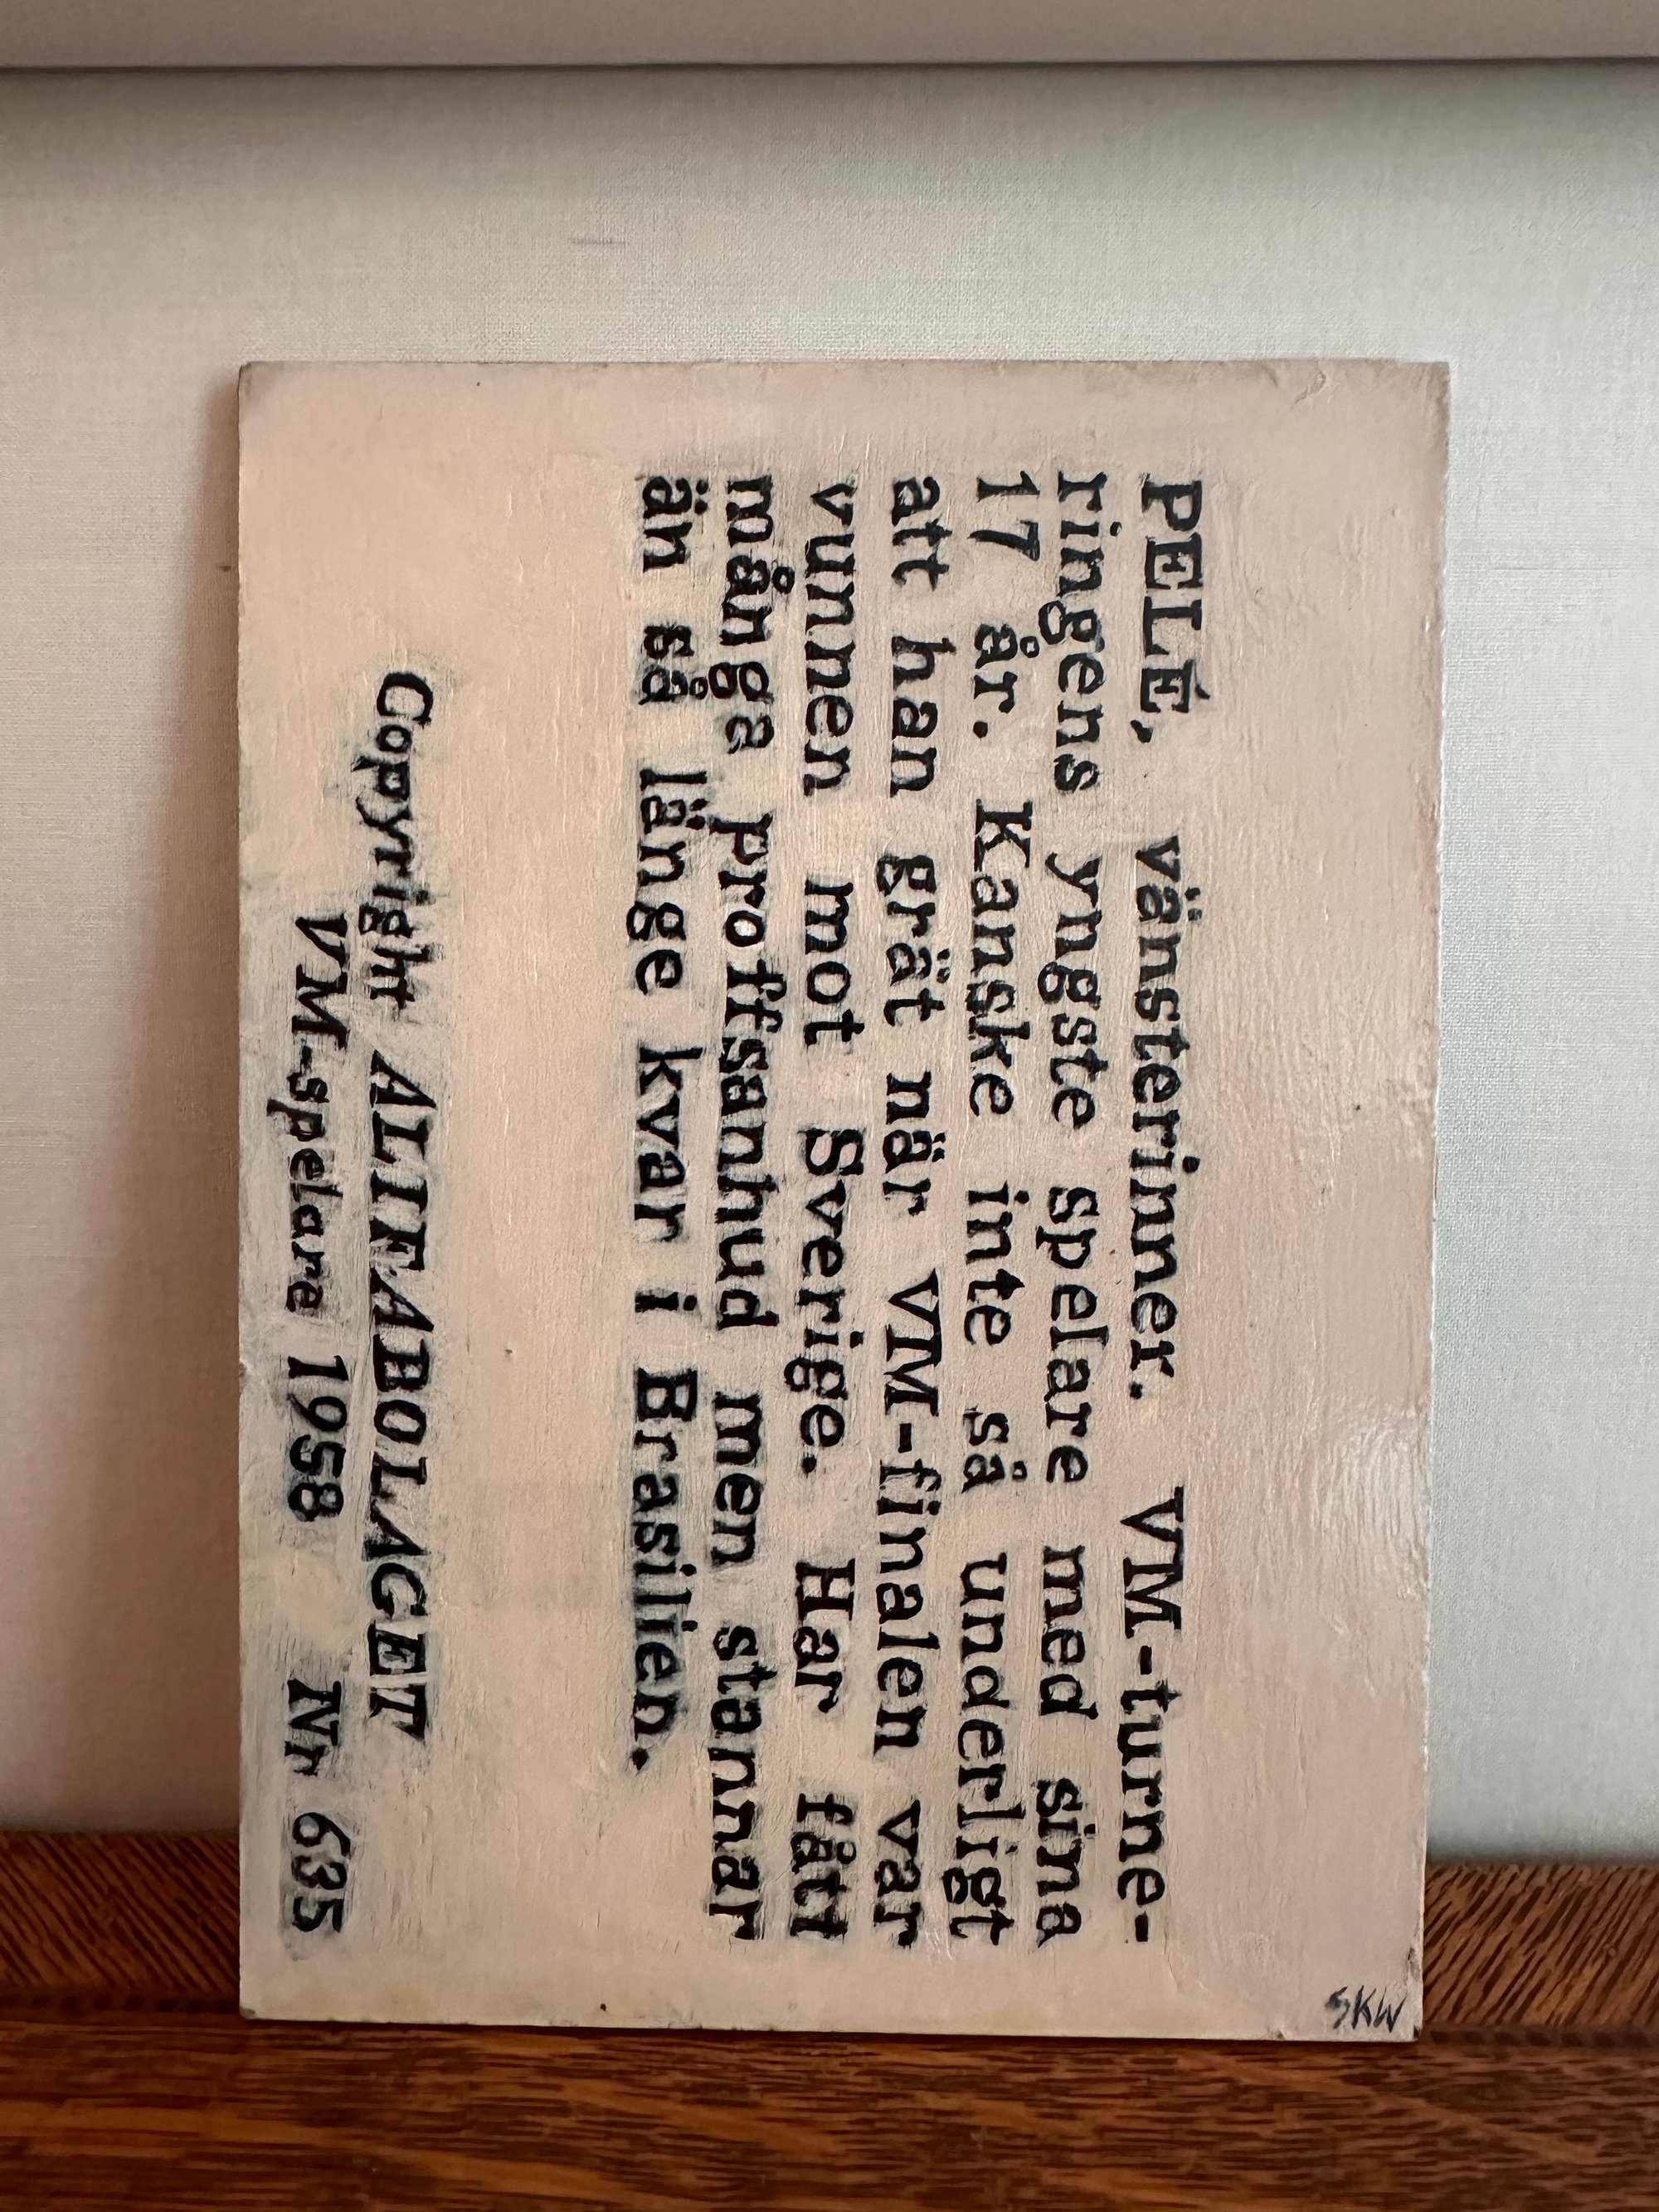 PELÉ, vänsterinner. VM-turne-
ringens yngste spelare med sina
17 år. Kanske inte så underligt
att han grät när VM-finalen var
vunnen mot Sverige. Har fått
många proffsanhud men stannar
än så länge kvar i Brasilien.
Copyright ALIFABOLAGET
VM-spelare 1958 Nr 635
SKW